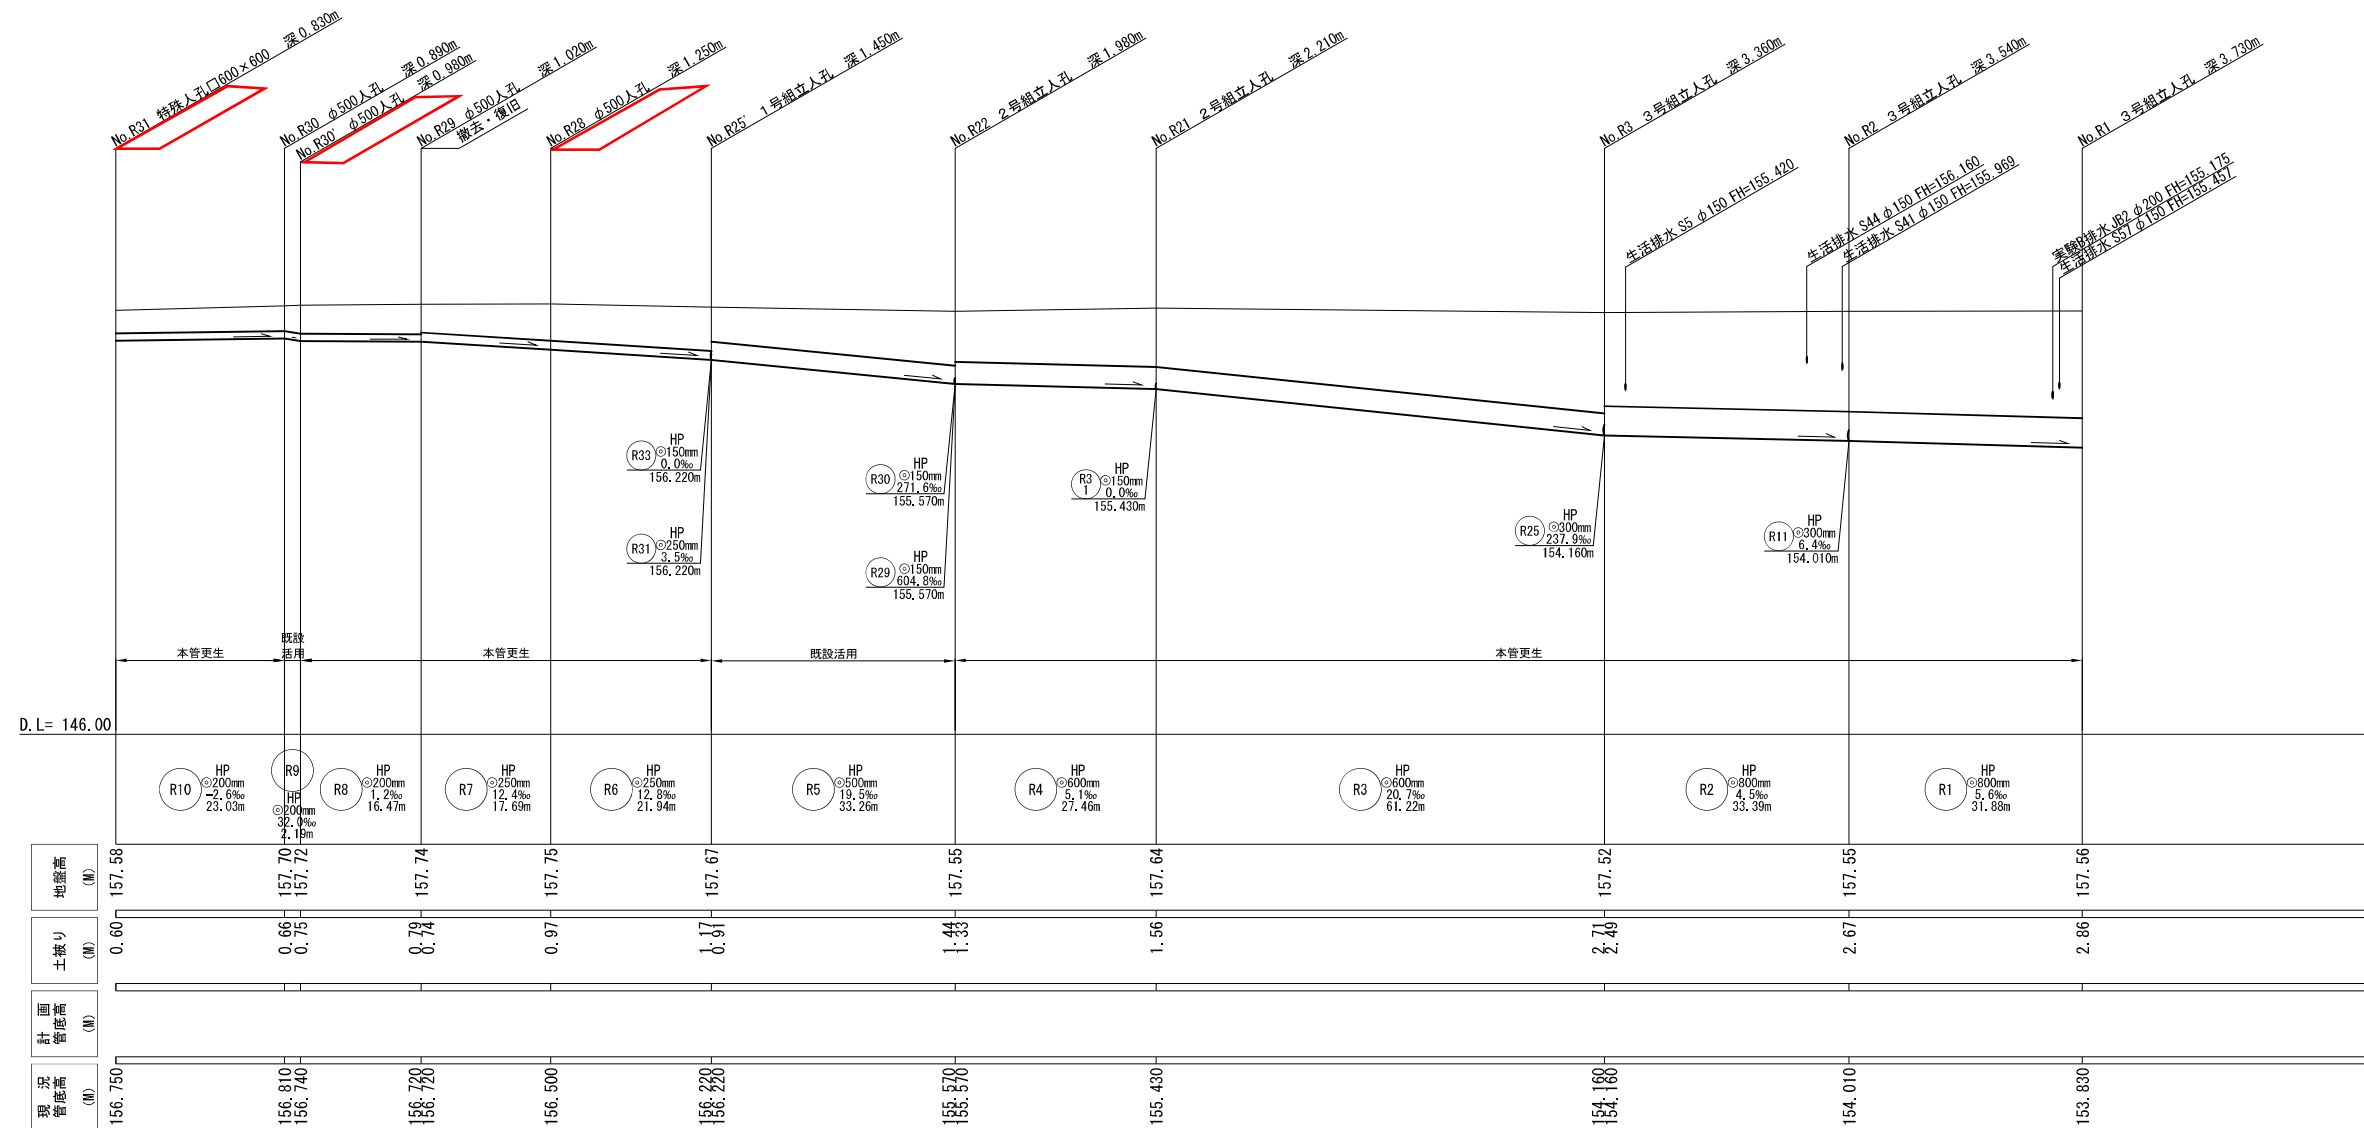 No.R31 特殊人孔□600×600 深0.830m
No.R30 φ500人孔 深0.890m
No.R30' φ500人孔 深0.980m
No.R29 φ500人孔 深1.020m
撤去・復旧
No.R28 φ500人孔 深1.250m
No.R25' 1号組立人孔 深1.450m
No.R22 2号組立人孔 深1.980m
No.R21 2号組立人孔 深2.210m
No.R3 3号組立人孔 深3.360m
No.R2 3号組立人孔 深3.540m
No.R1 3号組立人孔 深3.730m
生活排水 S5 φ150 FH=155.420
生活排水 S44 φ150 FH=156.160
生活排水 S41 φ150 FH=155.969
実験B排水 JB2 φ200 FH=155.175
生活排水 S57 φ150 FH=155.457
R33
HP
◎150mm
0.0‰
156.220m
R31
HP
◎250mm
3.5‰
156.220m
R30
HP
◎150mm
271.6‰
155.570m
R29
HP
◎150mm
604.8‰
155.570m
R3
1
HP
◎150mm
0.0‰
155.430m
R25
HP
◎300mm
237.9‰
154.160m
R11
HP
◎300mm
6.4‰
154.010m
本管更生
既設
活用
本管更生
既設活用
本管更生
D.L= 146.00
R10
HP
◎200mm
-2.6‰
23.03m
R9
HP
◎200mm
32.0‰
2.19m
R8
HP
◎200mm
1.2‰
16.47m
R7
HP
◎250mm
12.4‰
17.69m
R6
HP
◎250mm
12.8‰
21.94m
R5
HP
◎500mm
19.5‰
33.26m
R4
HP
◎600mm
5.1‰
27.46m
R3
HP
◎600mm
20.7‰
61.22m
R2
HP
◎800mm
4.5‰
33.39m
R1
HP
◎800mm
5.6‰
31.88m
地盤高
(M)
157.58
157.70
157.72
157.74
157.75
157.67
157.55
157.64
157.52
157.55
157.56
土被り
(M)
0.60
0.66
0.75
0.79
0.74
0.97
1.17
0.91
1.44
1.33
1.56
2.71
2.49
2.67
2.86
計画
管底高
(M)
現況
管底高
(M)
156.750
156.810
156.740
156.720
156.720
156.500
156.220
156.220
155.570
155.570
155.430
154.160
154.160
154.010
153.830